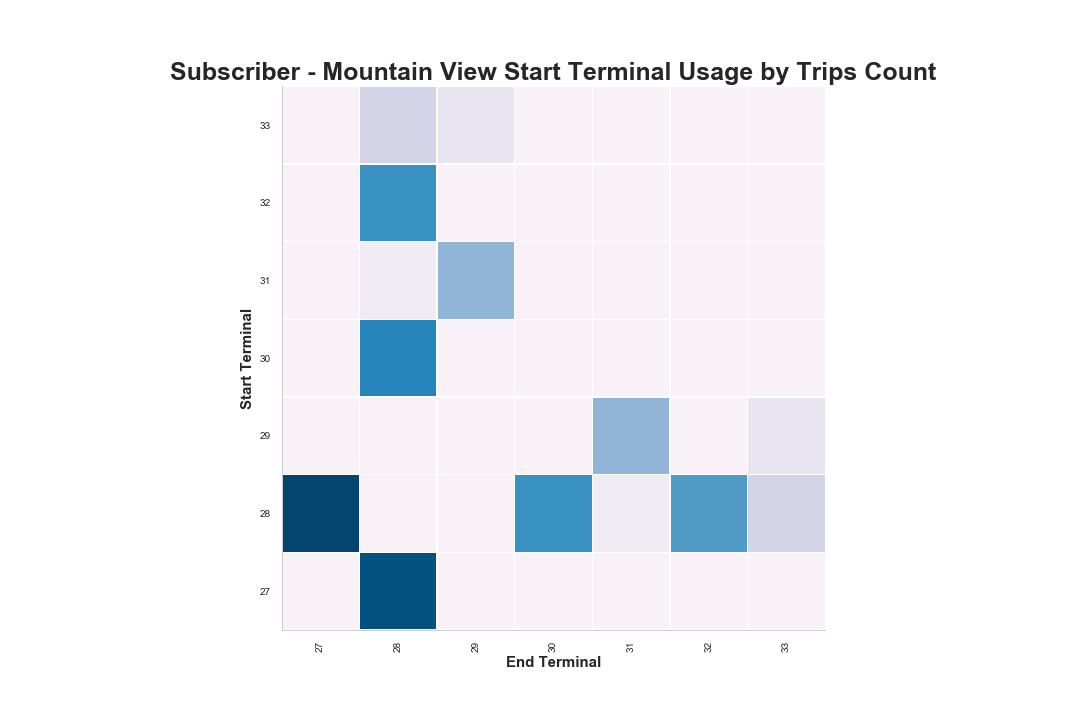 Subscriber - Mountain View Start Terminal Usage by Trips Count
33
32
31
30
29
28
27
Start Terminal
27 28 29 30 31 32 33
End Terminal